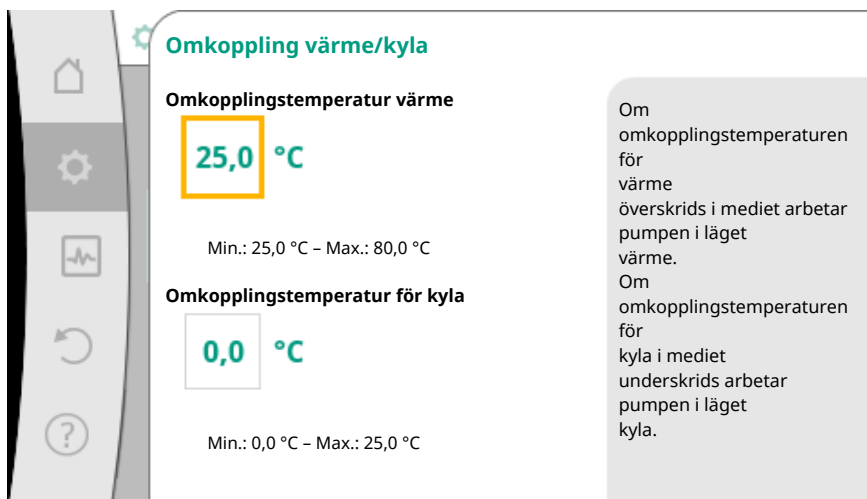 Omkoppling värme/kyla
Omkopplingstemperatur värme
25,0 °C
Min.: 25,0 °C – Max.: 80,0 °C
Omkopplingstemperatur för kyla
0,0 °C
Min.: 0,0 °C – Max.: 25,0 °C
Om
omkopplingstemperaturen
för
värme
överskrids i mediet arbetar
pumpen i läget
värme.
Om
omkopplingstemperaturen
för
kyla i mediet
underskrids arbetar
pumpen i läget
kyla.
?